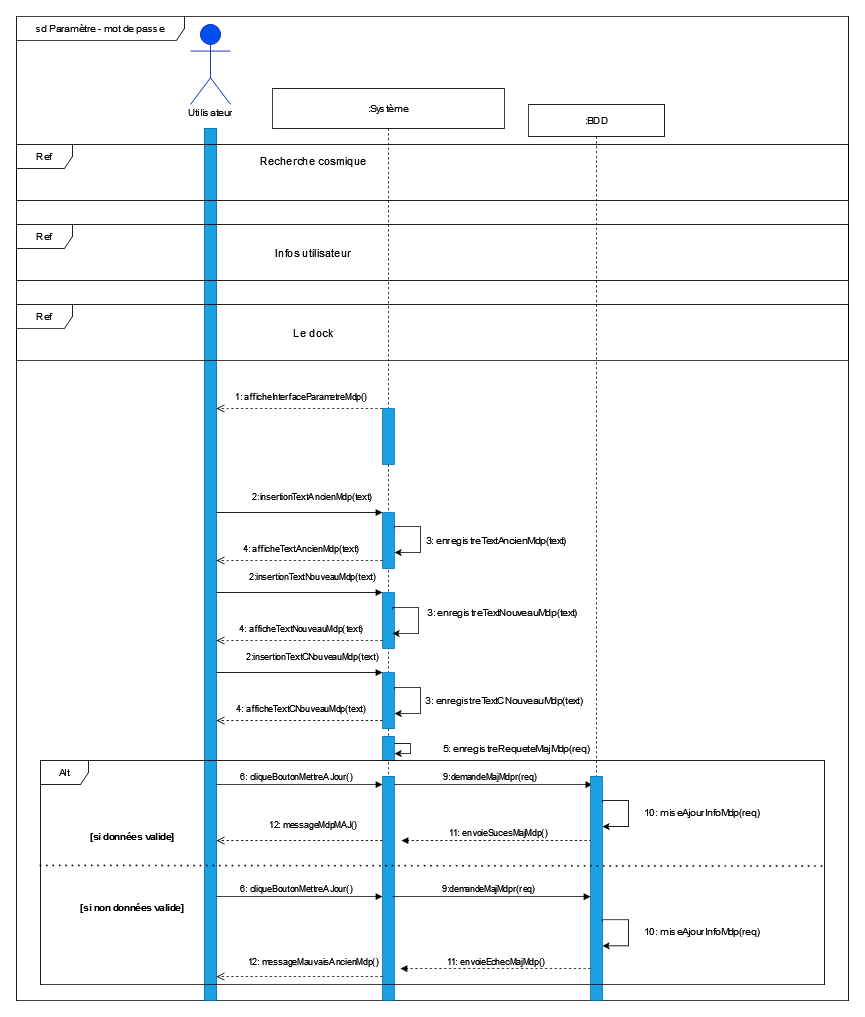 sd Paramètre - mot de passe
Utilisateur
:Système
:BDD
Ref
Recherche cosmique
Ref
Infos utilisateur
Ref
Le dock
1: afficheInterfaceParametreMdp()
2:insertionTextAncienMdp(text)
3: enregistreTextAncienMdp(text)
4: afficheTextAncienMdp(text)
2:insertionTextNouveauMdp(text)
3: enregistreTextNouveauMdp(text)
4: afficheTextNouveauMdp(text)
2:insertionTextCNouveauMdp(text)
3: enregistreTextCNouveauMdp(text)
4: afficheTextCNouveauMdp(text)
5: enregistreRequeteMajMdp(req)
Alt
6: cliqueBoutonMettreAJour()
9:demandeMajMdpr(req)
10: miseAjourInfoMdp(req)
12: messageMdpMAJ()
11: envoieSucesMajMdp()
[si données valide]
6: cliqueBoutonMettreAJour()
9:demandeMajMdpr(req)
[si non données valide]
10: miseAjourInfoMdp(req)
12: messageMauvaisAncienMdp()
11: envoieEchecMajMdp()